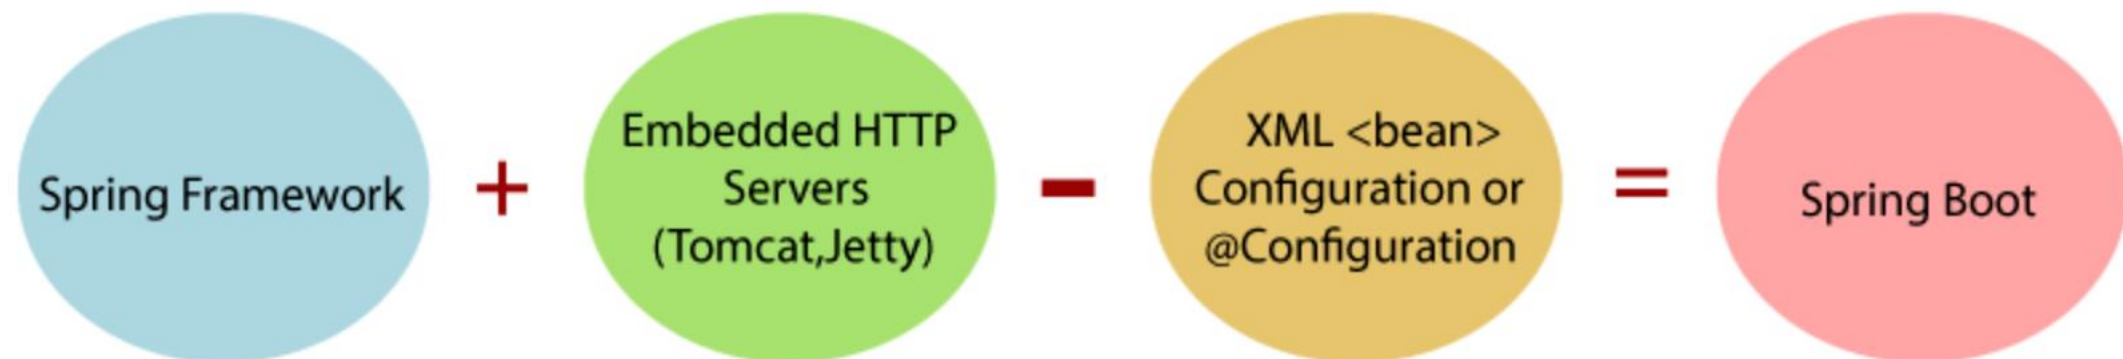 Spring Framework
+
Embedded HTTP
Servers
(Tomcat,Jetty)
-
XML <bean>
Configuration or
@Configuration
=
Spring Boot